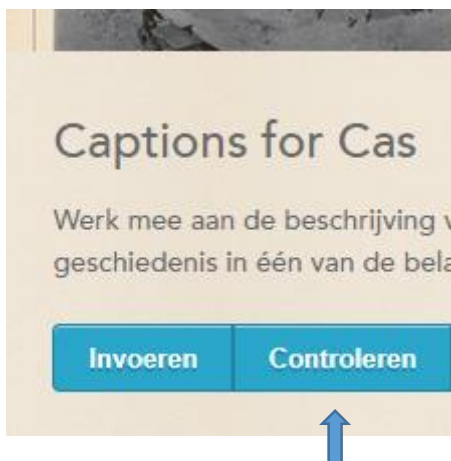 Captions for Cas
Werk mee aan de beschrijving
geschiedenis in één van de
Invoeren Controleren